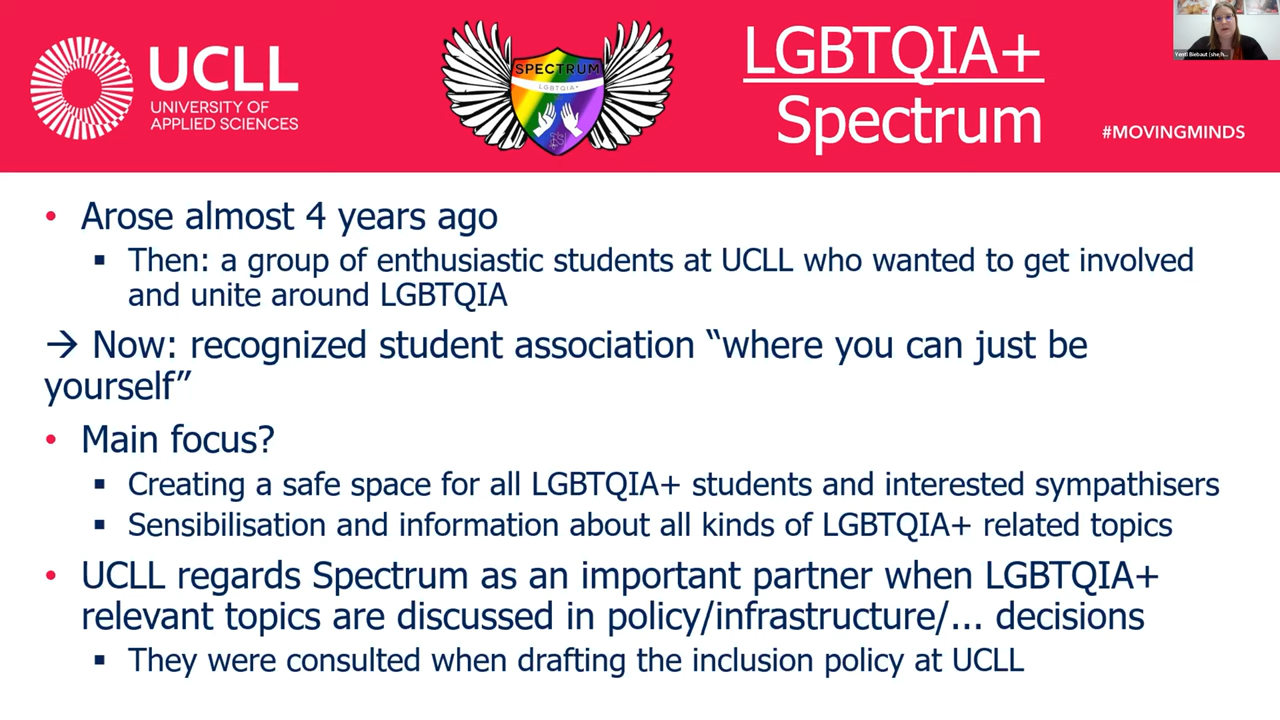 UCLL
UNIVERSITY OF
APPLIED SCIENCES
SPECTRUM
LGBTQIA+
LGBTQIA+
Spectrum
#MOVINGMINDS
Yenti Biebaut (she/h...
• Arose almost 4 years ago
▪ Then: a group of enthusiastic students at UCLL who wanted to get involved
and unite around LGBTQIA
→ Now: recognized student association “where you can just be
yourself”
• Main focus?
▪ Creating a safe space for all LGBTQIA+ students and interested sympathisers
▪ Sensibilisation and information about all kinds of LGBTQIA+ related topics
• UCLL regards Spectrum as an important partner when LGBTQIA+
relevant topics are discussed in policy/infrastructure/... decisions
▪ They were consulted when drafting the inclusion policy at UCLL